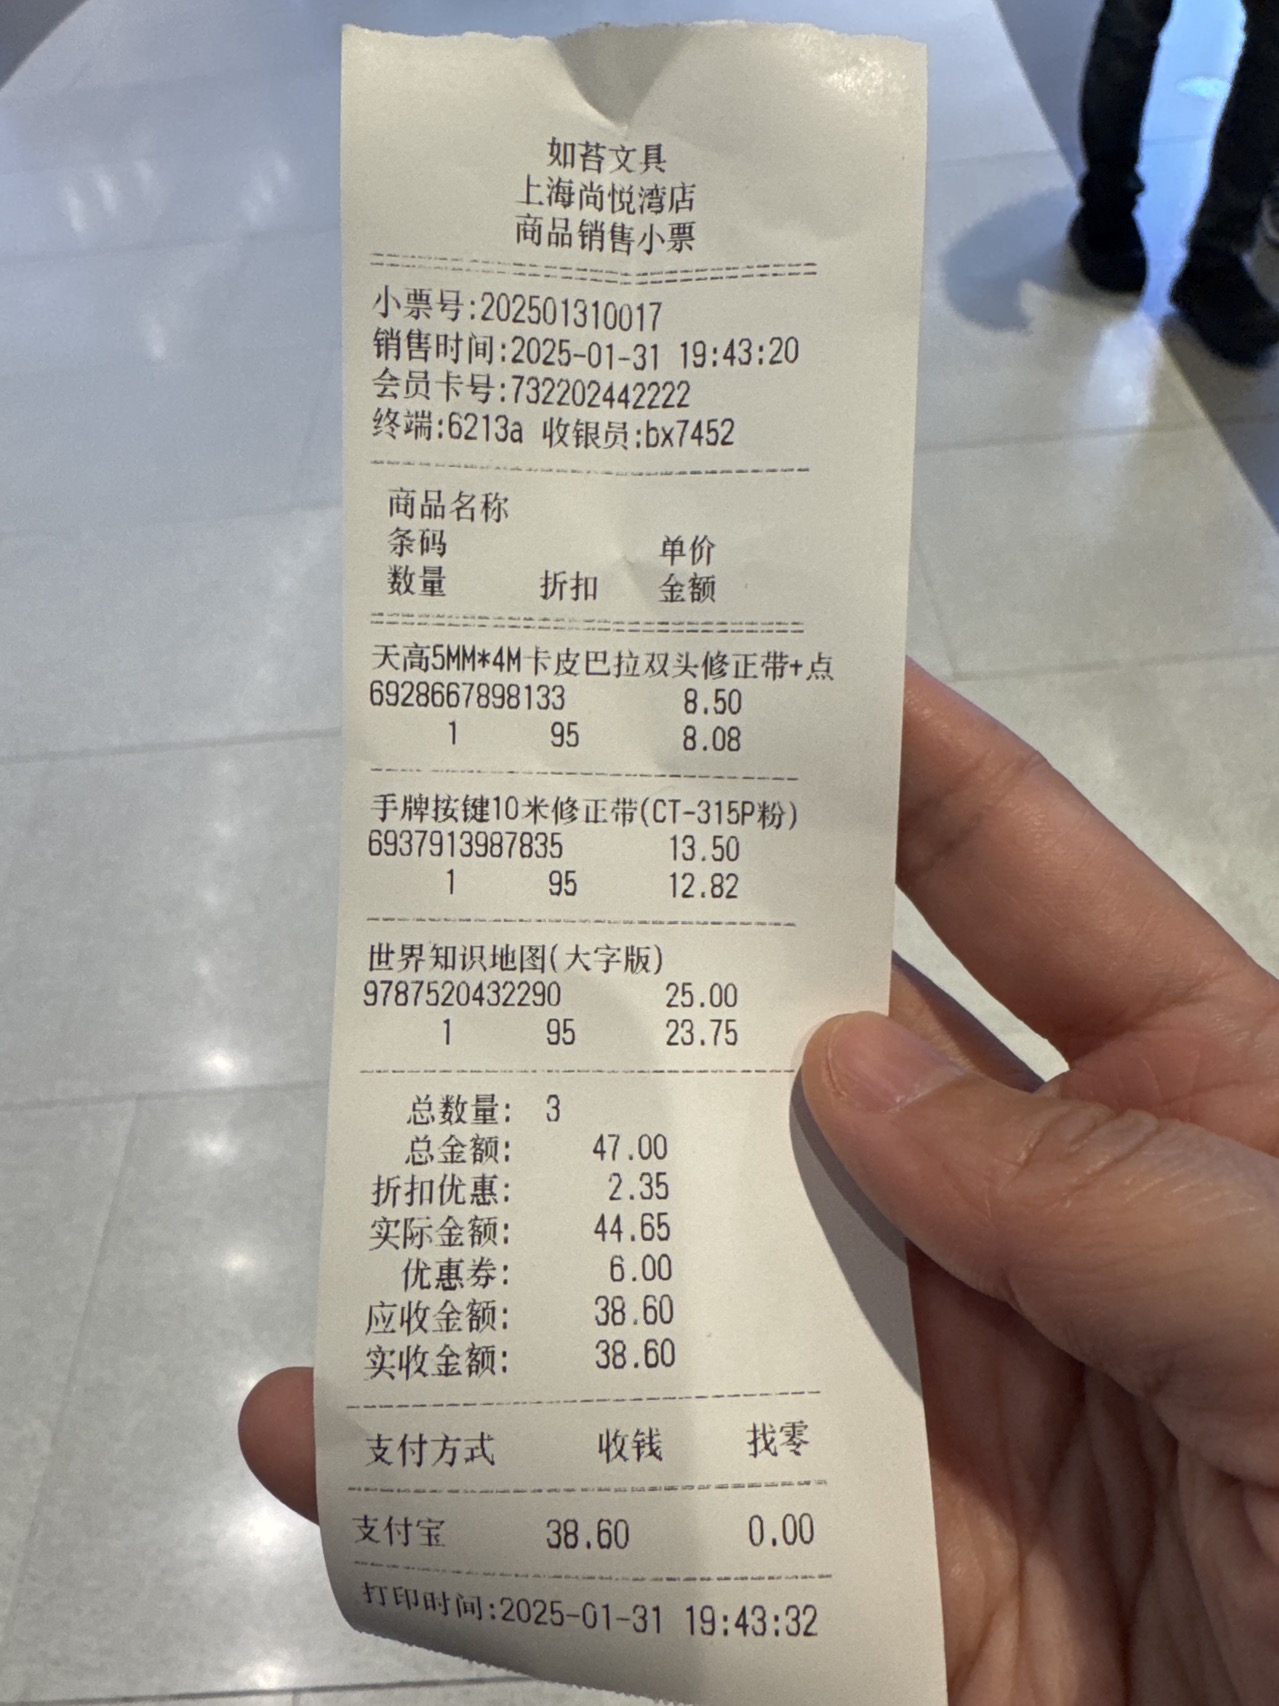 如苔文具
上海尚悦湾店
商品销售小票
小票号:202501310017
销售时间:2025-01-31 19:43:20
会员卡号:732202442222
终端:6213a 收银员:bx7452
商品名称
条码 单价
数量 折扣 金额
天高5MM*4M卡皮巴拉双头修正带+点
6928667898133 8.50
1 95 8.08
手牌按键10米修正带(CT-315P粉)
6937913987835 13.50
1 95 12.82
世界知识地图(大字版)
9787520432290 25.00
1 95 23.75
总数量: 3
总金额: 47.00
折扣优惠: 2.35
实际金额: 44.65
优惠券: 6.00
应收金额: 38.60
实收金额: 38.60
支付方式 收钱 找零
支付宝 38.60 0.00
打印时间:2025-01-31 19:43:32